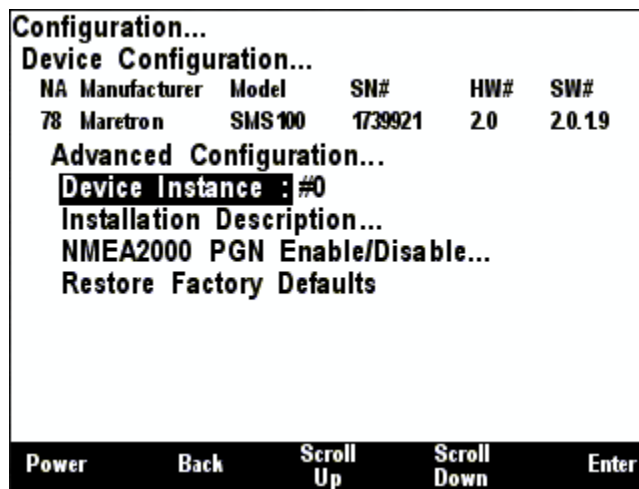 Configuration...
Device Configuration...
NA Manufacturer Model SN# HW# SW#
78 Maretron SMS100 1739921 2.0 2.0.1.9
Advanced Configuration...
Device Instance : #0
Installation Description...
NMEA2000 PGN Enable/Disable...
Restore Factory Defaults
Power Back Scroll Up Scroll Down Enter